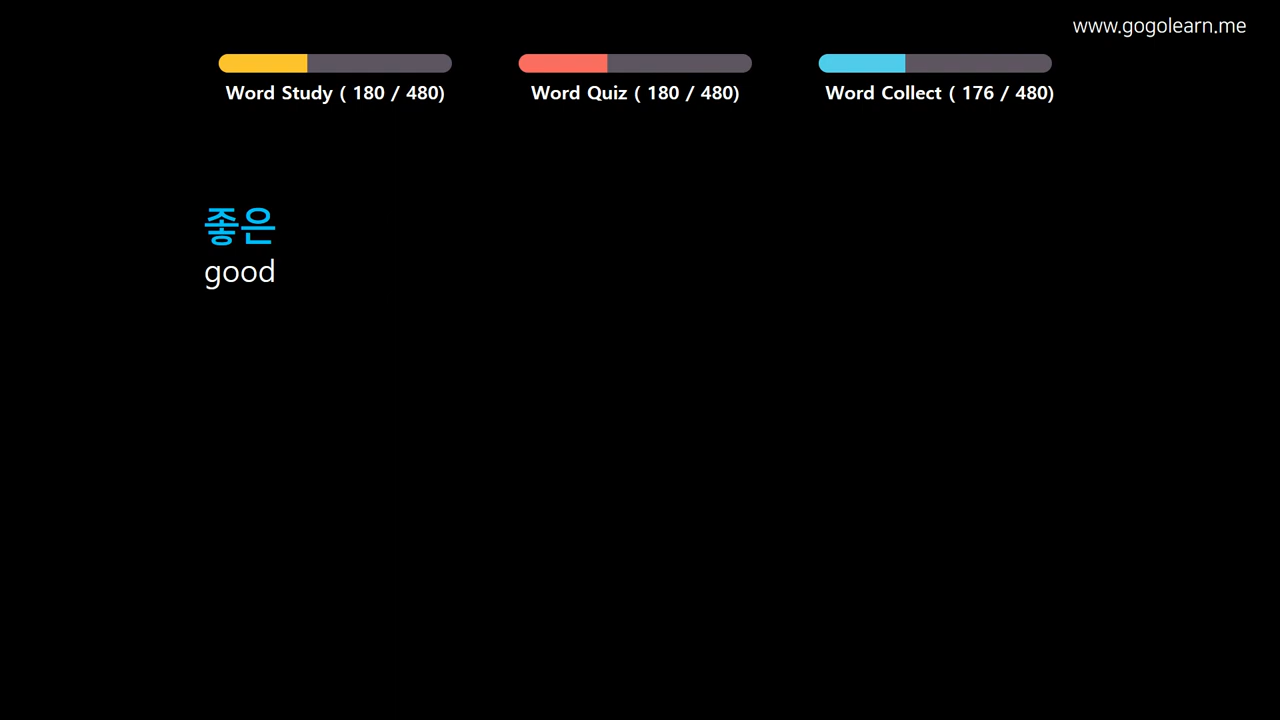 www.gogolearn.me
Word Study ( 180 / 480)
Word Quiz ( 180 / 480)
Word Collect ( 176 / 480)
좋은
good